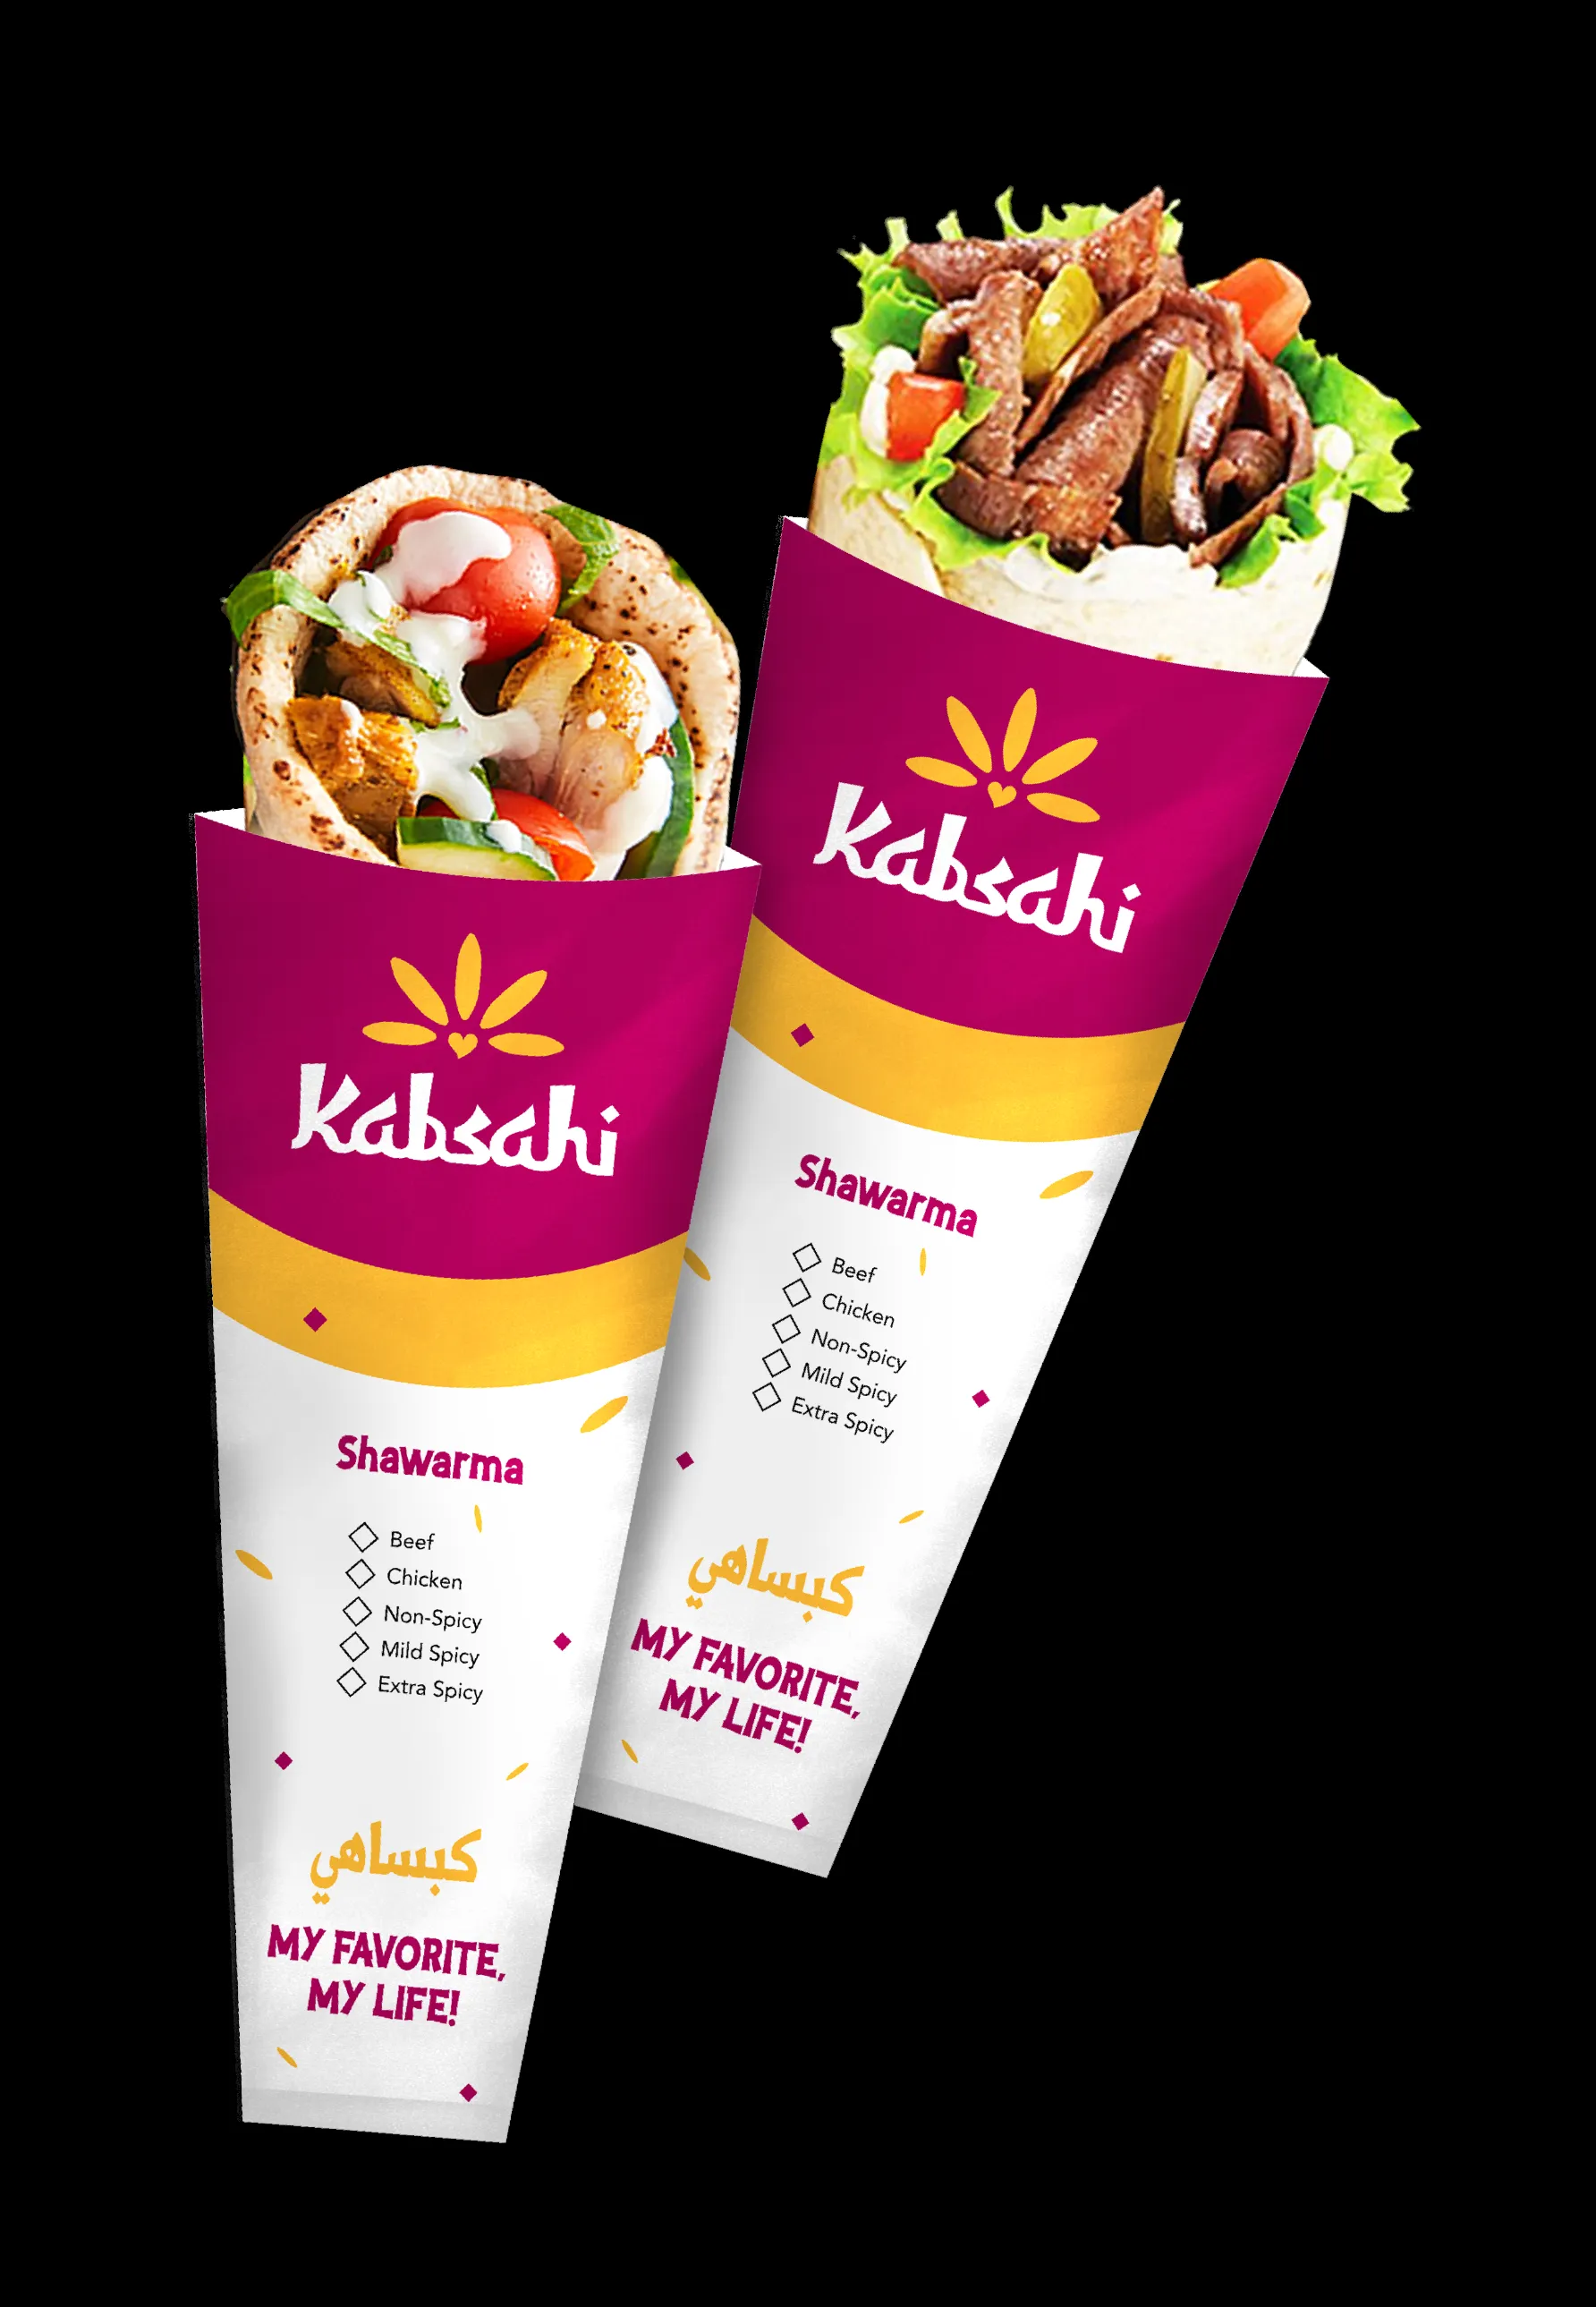 Kabsahi
Shawarma
Beef
Chicken
Non-Spicy
Mild Spicy
Extra Spicy
كبساهي
MY FAVORITE,
MY LIFE!
Kabsahi
Shawarma
Beef
Chicken
Non-Spicy
Mild Spicy
Extra Spicy
كبساهي
MY FAVORITE,
MY LIFE!